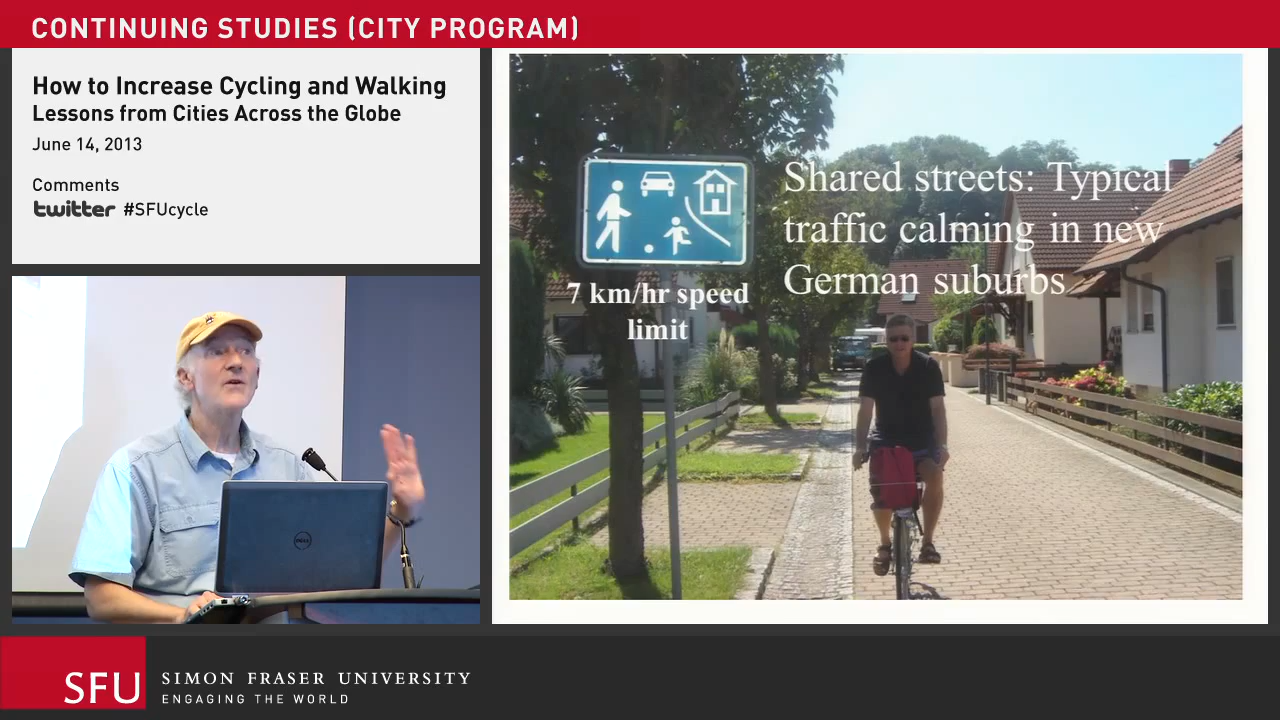 CONTINUING STUDIES (CITY PROGRAM)
How to Increase Cycling and Walking
Lessons from Cities Across the Globe
June 14, 2013
Comments
twitter #SFUcycle
Shared streets: Typical
traffic calming in new
German suburbs
7 km/hr speed
limit
DELL
SFU SIMON FRASER UNIVERSITY
ENGAGING THE WORLD